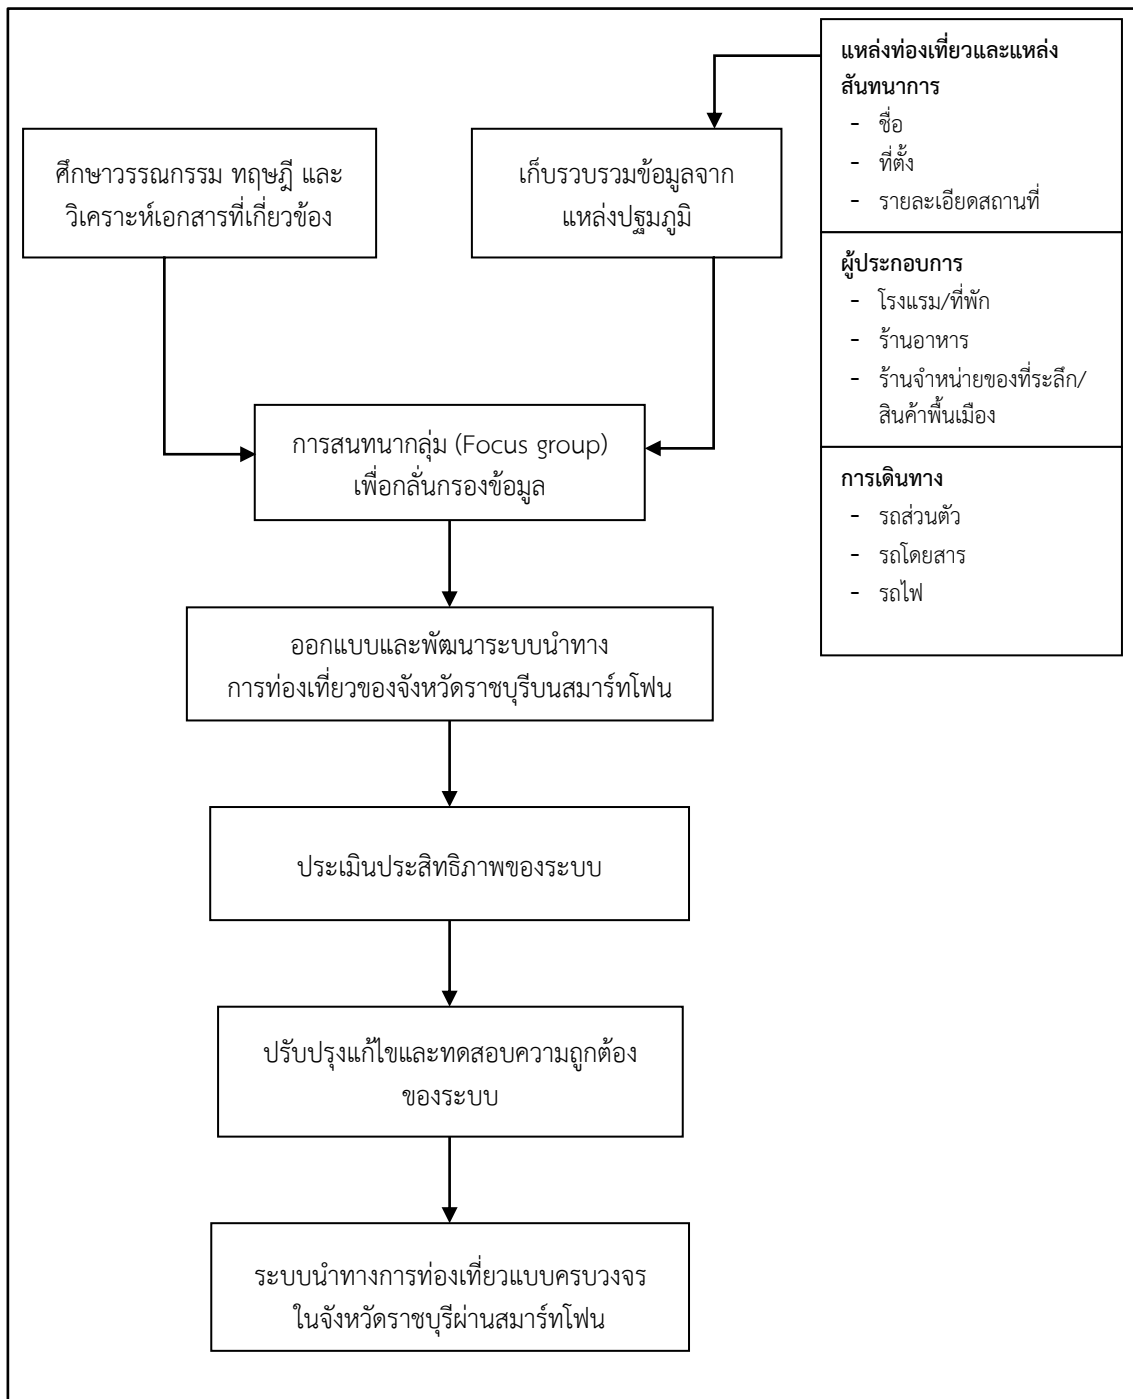 แหล่งท่องเที่ยวและแหล่ง
สันทนาการ
- ชื่อ
- ที่ตั้ง
- รายละเอียดสถานที่
ผู้ประกอบการ
- โรงแรม/ที่พัก
- ร้านอาหาร
- ร้านจำหน่ายของที่ระลึก/
สินค้าพื้นเมือง
การเดินทาง
- รถส่วนตัว
- รถโดยสาร
- รถไฟ
ศึกษาวรรณกรรม ทฤษฎี และ
วิเคราะห์เอกสารที่เกี่ยวข้อง
เก็บรวบรวมข้อมูลจาก
แหล่งปฐมภูมิ
การสนทนากลุ่ม (Focus group)
เพื่อกลั่นกรองข้อมูล
ออกแบบและพัฒนาระบบนำทาง
การท่องเที่ยวของจังหวัดราชบุรีบนสมาร์ทโฟน
ประเมินประสิทธิภาพของระบบ
ปรับปรุงแก้ไขและทดสอบความถูกต้อง
ของระบบ
ระบบนำทางการท่องเที่ยวแบบครบวงจร
ในจังหวัดราชบุรีผ่านสมาร์ทโฟน